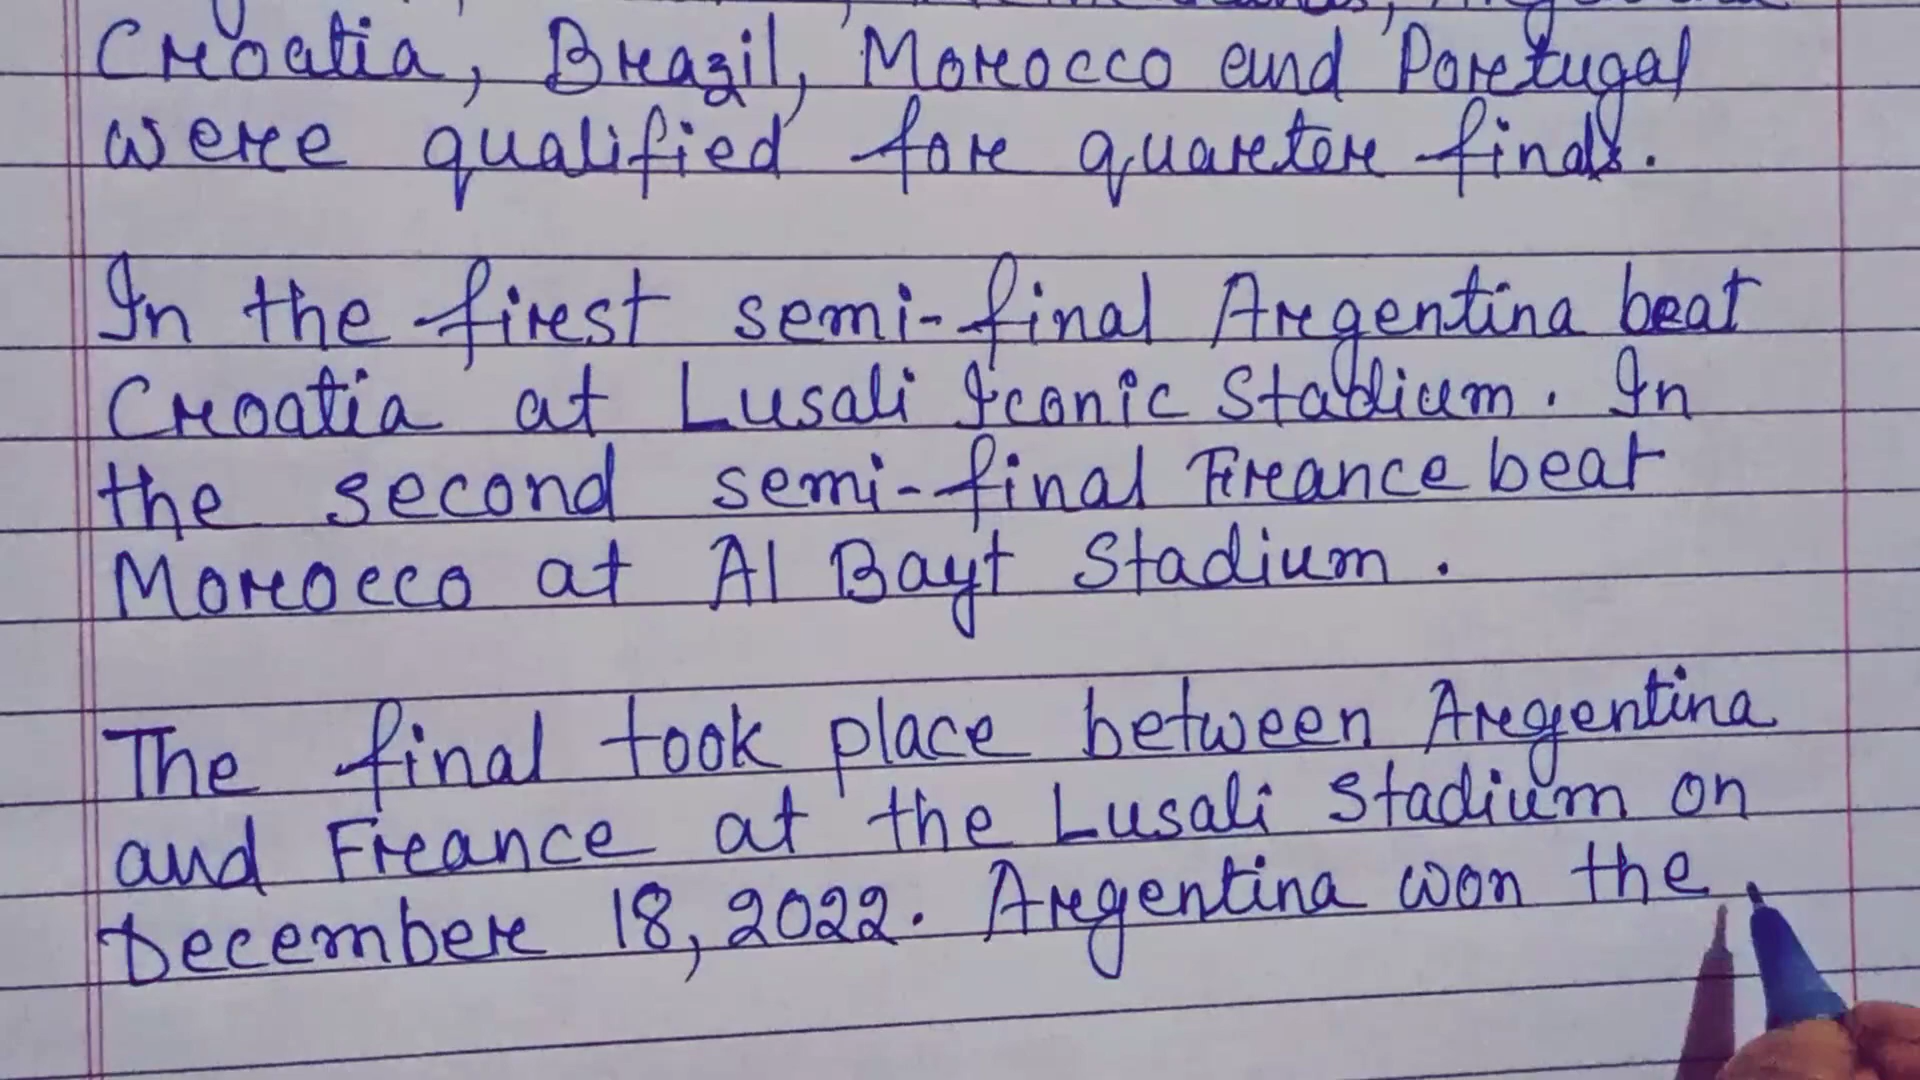 Croatia, Brazil, Morocco and Portugal
were qualified for quarter finals.
In the first semi-final Argentina beat
Croatia at Lusali Iconic Stadium. In
the second semi-final France beat
Morocco at Al Bayt Stadium.
The final took place between Argentina
and France at the Lusali Stadium on
December 18, 2022. Argentina won the